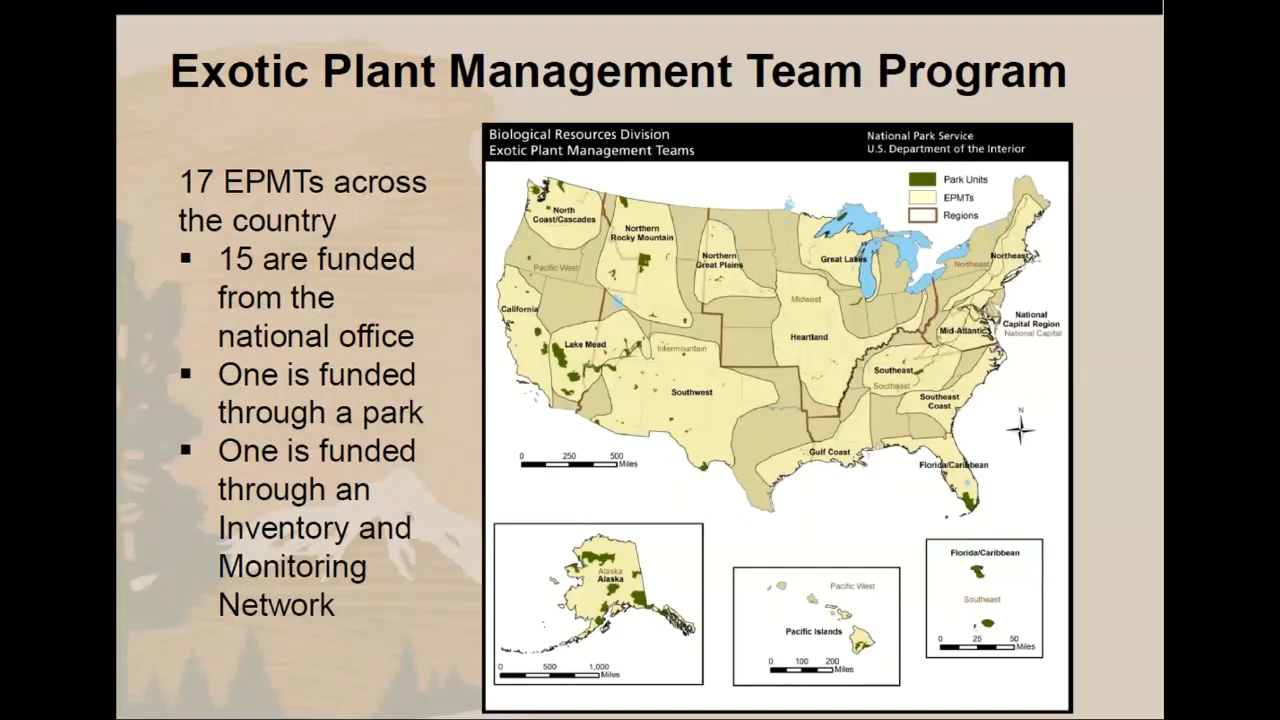 Exotic Plant Management Team Program
17 EPMTs across
the country
▪ 15 are funded
from the
national office
▪ One is funded
through a park
▪ One is funded
through an
Inventory and
Monitoring
Network
Biological Resources Division
Exotic Plant Management Teams
National Park Service
U.S. Department of the Interior
Park Units
EPMTs
Regions
North
Coast/Cascades
Northern
Rocky Mountain
Northern
Great Plains
Great Lakes
Northeast
Northeast
Pacific West
Midwest
California
National
Capital Region
National Capital
Mid-Atlantic
Lake Mead
Intermountain
Heartland
Southeast
Southeast
Southwest
Southeast
Coast
N
Gulf Coast
Florida/Caribbean
0 250 500
Miles
Alaska
Alaska
0 500 1,000
Miles
Pacific West
Pacific Islands
0 100 200
Miles
Florida/Caribbean
Southeast
0 25 50
Miles